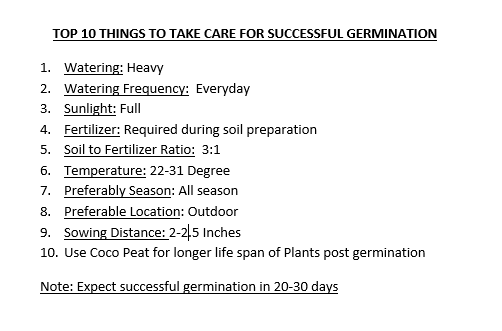 TOP 10 THINGS TO TAKE CARE FOR SUCCESSFUL GERMINATION
1. Watering: Heavy
2. Watering Frequency: Everyday
3. Sunlight: Full
4. Fertilizer: Required during soil preparation
5. Soil to Fertilizer Ratio: 3:1
6. Temperature: 22-31 Degree
7. Preferably Season: All season
8. Preferable Location: Outdoor
9. Sowing Distance: 2-2.5 Inches
10. Use Coco Peat for longer life span of Plants post germination
Note: Expect successful germination in 20-30 days